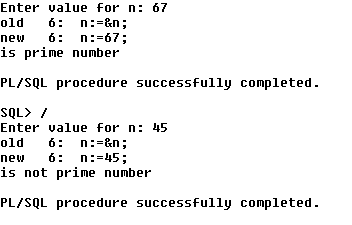 Enter value for n: 67
old   6:  n:=&n;
new   6:  n:=67;
is prime number
PL/SQL procedure successfully completed.
SQL> /
Enter value for n: 45
old   6:  n:=&n;
new   6:  n:=45;
is not prime number
PL/SQL procedure successfully completed.